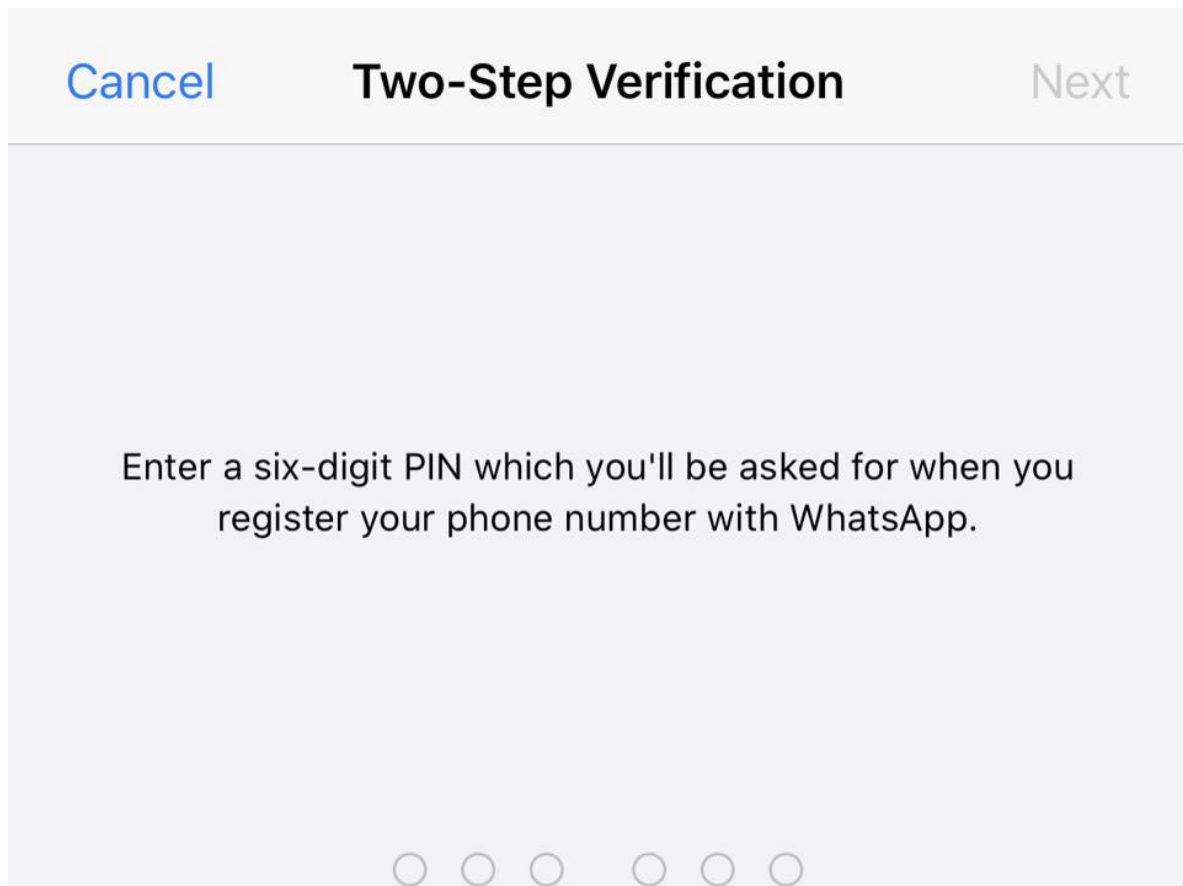 Cancel Two-Step Verification Next
Enter a six-digit PIN which you'll be asked for when you
register your phone number with WhatsApp.